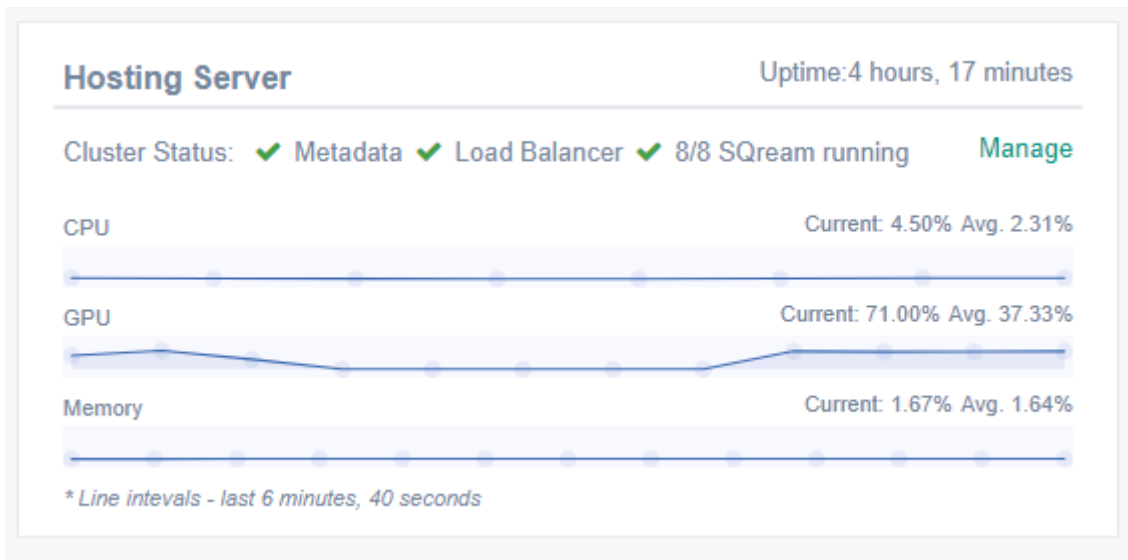 Hosting Server Uptime:4 hours, 17 minutes
Cluster Status: Metadata Load Balancer 8/8 SQream running Manage
CPU Current: 4.50% Avg. 2.31%
GPU Current: 71.00% Avg. 37.33%
Memory Current: 1.67% Avg. 1.64%
* Line intevals - last 6 minutes, 40 seconds